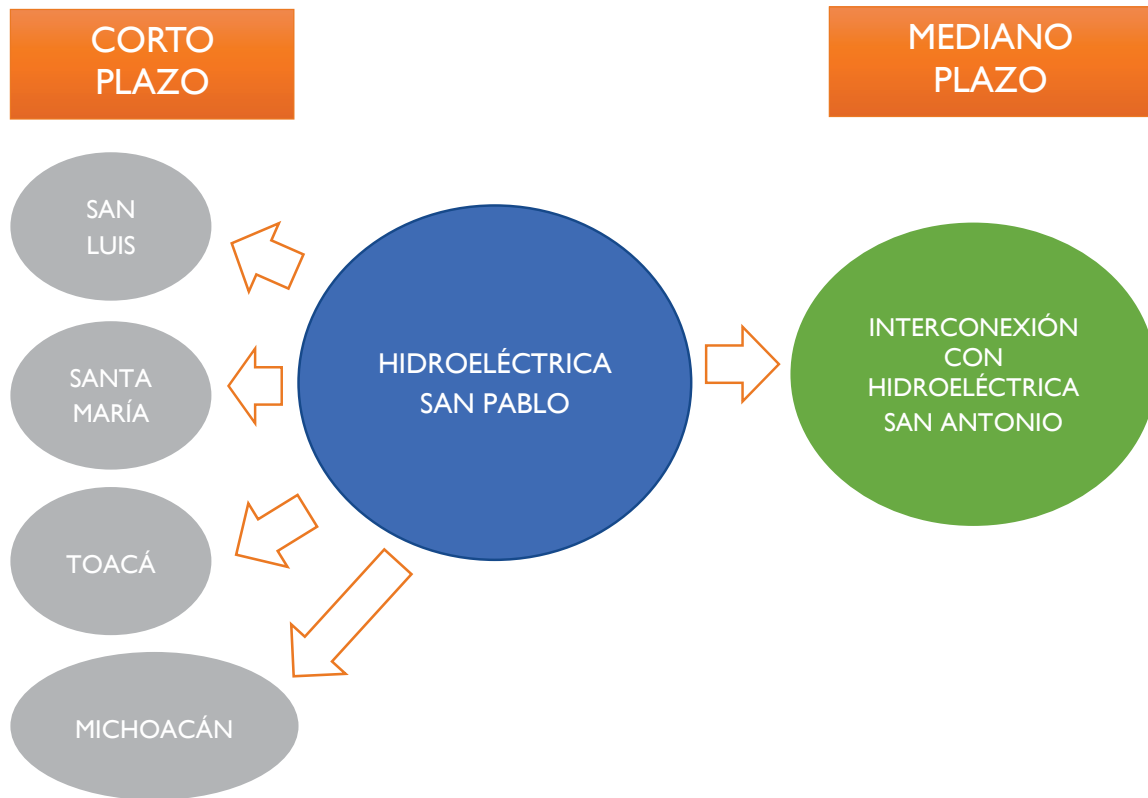 CORTO
PLAZO
MEDIANO
PLAZO
SAN
LUIS
SANTA
MARÍA
TOACÁ
MICHOACÁN
HIDROELÉCTRICA
SAN PABLO
INTERCONEXIÓN
CON
HIDROELÉCTRICA
SAN ANTONIO